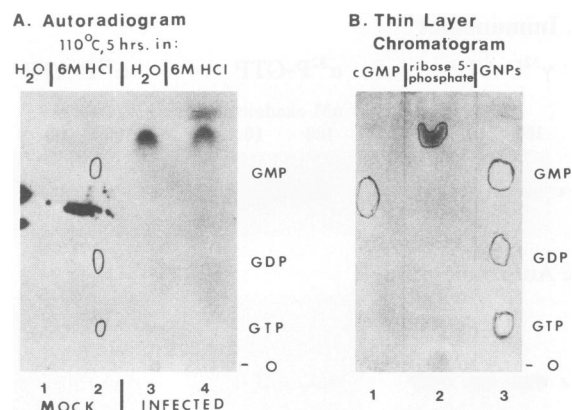 A. Autoradiogram
110°C, 5 hrs. in:
H₂O | 6M HCl | H₂O | 6M HCl
GMP
GDP
GTP
- O
1 2 3 4
MOCK | INFECTED
B. Thin Layer
Chromatogram
cGMP | ribose 5-phosphate | GNPs
GMP
GDP
GTP
- O
1 2 3